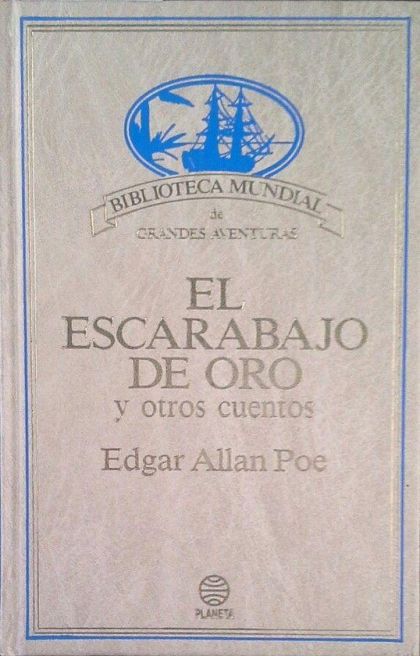 BIBLIOTECA MUNDIAL
de
GRANDES AVENTURAS
EL
ESCARABAJO
DE ORO
y otros cuentos
Edgar Allan Poe
PLANETA